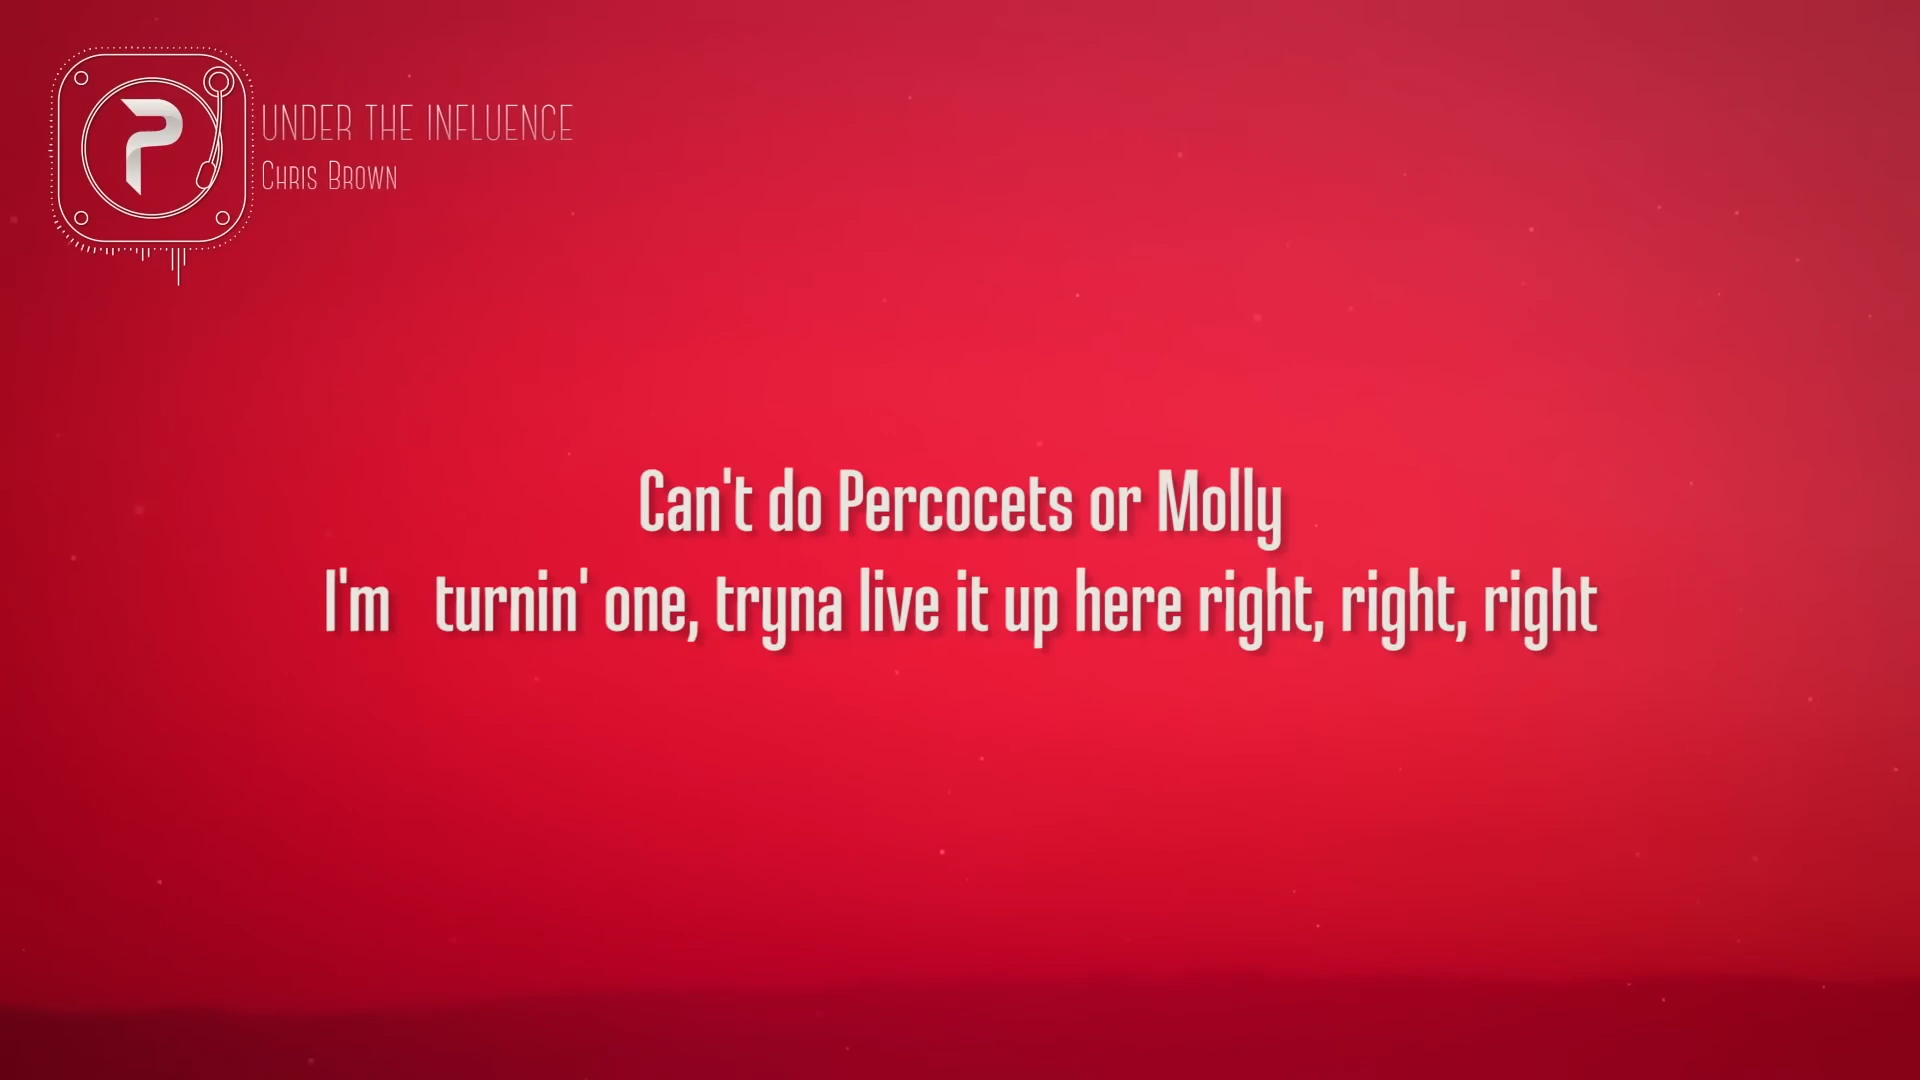 UNDER THE INFLUENCE
Chris Brown
Can't do Percocets or Molly
I'm turnin' one, tryna live it up here right, right, right